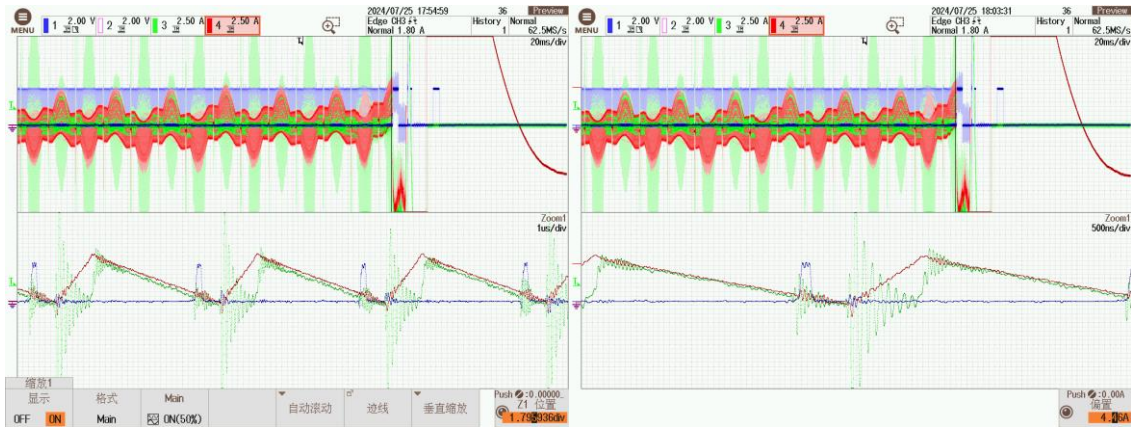 MENU
1 2.00 V
2 2.00 V
3 2.50 A
4 2.50 A
2024/07/25 17:54:59
Edge CH3
Normal 1.80 A
36
History
1
Preview
Normal
62.5MS/s
20ms/div
Zoom1
1us/div
缩放1
显示
OFF ON
格式
Main
Main
ON(50%)
自动滚动
迹线
垂直缩放
Push :0.00000_
Z1 位置
MENU
1 2.00 V
2 2.00 V
3 2.50 A
4 2.50 A
2024/07/25 18:03:31
Edge CH3
Normal 1.80 A
36
History
1
Preview
Normal
62.5MS/s
20ms/div
Zoom1
500ns/div
Push :0.00A
偏置